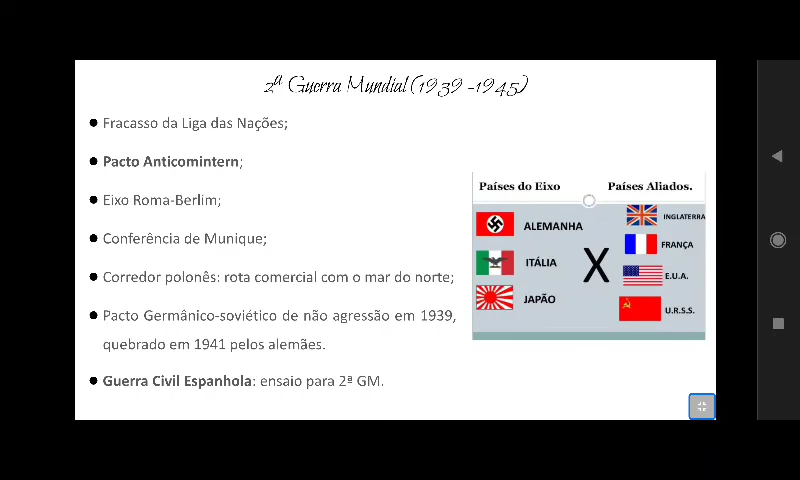 2ª Guerra Mundial (1939 -1945)
● Fracasso da Liga das Nações;
● Pacto Anticomintern;
● Eixo Roma-Berlim;
● Conferência de Munique;
● Corredor polonês: rota comercial com o mar do norte;
● Pacto Germânico-soviético de não agressão em 1939,
quebrado em 1941 pelos alemães.
● Guerra Civil Espanhola: ensaio para 2ª GM.
Países do Eixo
ALEMANHA
ITÁLIA
JAPÃO
X
Países Aliados.
INGLATERRA
FRANÇA
E.U.A.
U.R.S.S.